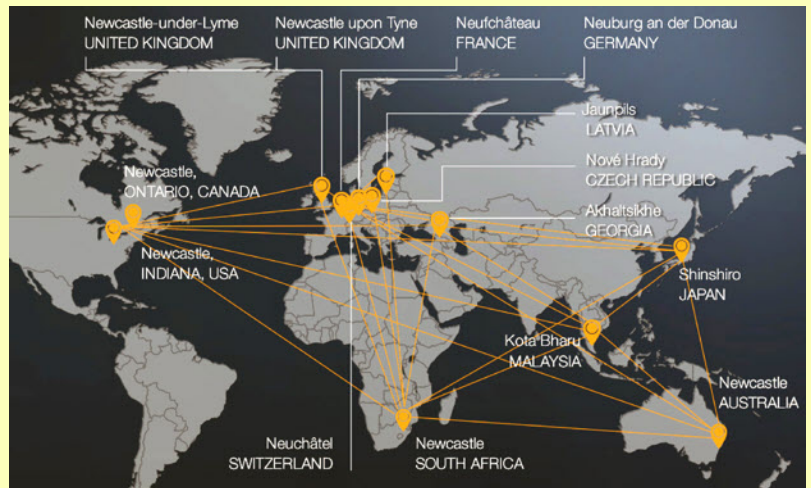 Newcastle-under-Lyme
UNITED KINGDOM
Newcastle upon Tyne
UNITED KINGDOM
Neufchâteau
FRANCE
Neuburg an der Donau
GERMANY
Jaunpils
LATVIA
Nové Hrady
CZECH REPUBLIC
Akhaltsikhe
GEORGIA
Newcastle,
ONTARIO, CANADA
Newcastle,
INDIANA, USA
Shinshiro
JAPAN
Kota Bharu
MALAYSIA
Newcastle
AUSTRALIA
Neuchâtel
SWITZERLAND
Newcastle
SOUTH AFRICA